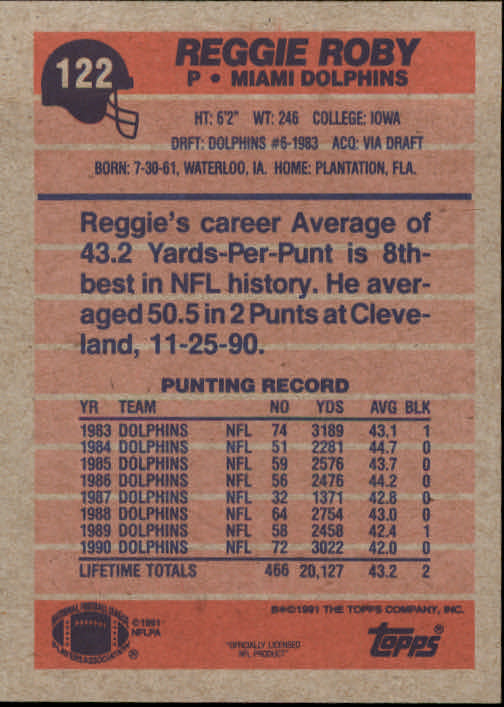 122
REGGIE ROBY
P • MIAMI DOLPHINS
HT: 6'2" WT: 246 COLLEGE: IOWA
DRFT: DOLPHINS #6-1983 ACQ: VIA DRAFT
BORN: 7-30-61, WATERLOO, IA. HOME: PLANTATION, FLA.
Reggie's career Average of
43.2 Yards-Per-Punt is 8th-
best in NFL history. He aver-
aged 50.5 in 2 Punts at Cleve-
land, 11-25-90.
PUNTING RECORD
YR TEAM NO YDS AVG BLK
1983 DOLPHINS NFL 74 3189 43.1 1
1984 DOLPHINS NFL 51 2281 44.7 0
1985 DOLPHINS NFL 59 2576 43.7 0
1986 DOLPHINS NFL 56 2476 44.2 0
1987 DOLPHINS NFL 32 1371 42.8 0
1988 DOLPHINS NFL 64 2754 43.0 0
1989 DOLPHINS NFL 58 2458 42.4 1
1990 DOLPHINS NFL 72 3022 42.0 0
LIFETIME TOTALS 466 20,127 43.2 2
NATIONAL FOOTBALL LEAGUE
PLAYERS ASSOCIATION ®
©1991
NFLPA
®©1991 THE TOPPS COMPANY, INC.
"OFFICIALLY LICENSED
NFL PRODUCT"
topps®